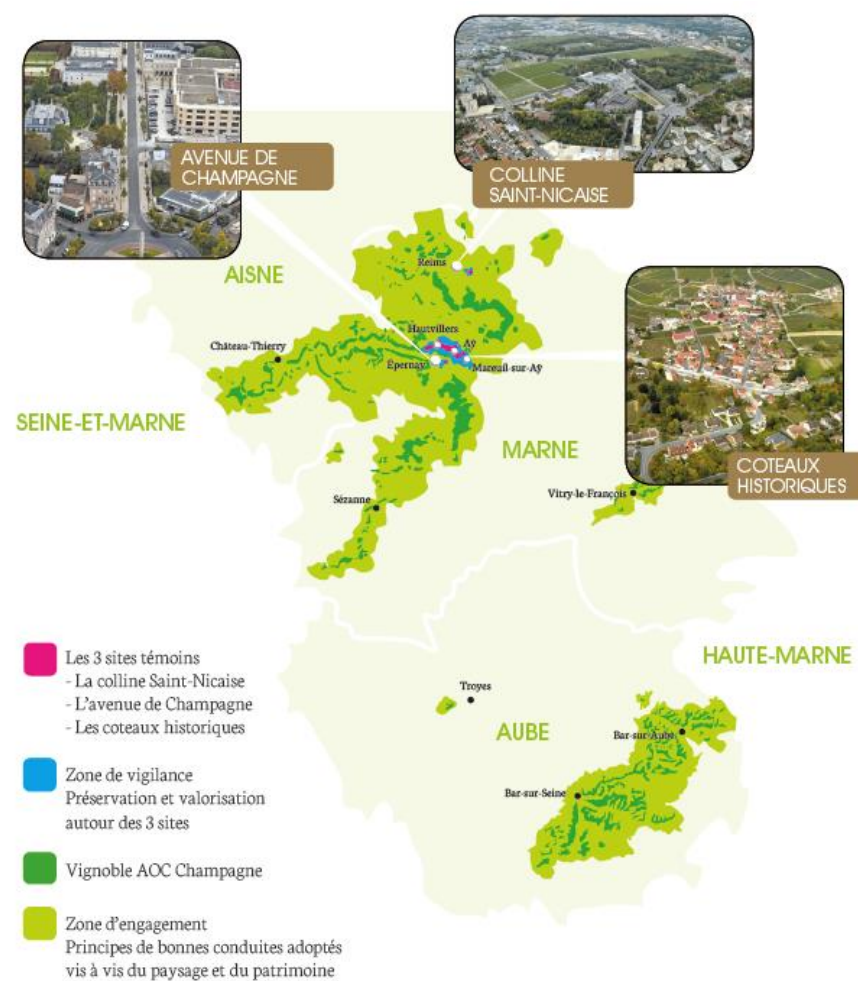 AVENUE DE
CHAMPAGNE
COLLINE
SAINT-NICAISE
AISNE
Reims
Hautvillers
Aÿ
Château-Thierry
Épernay
Mareuil-sur-Aÿ
SEINE-ET-MARNE
MARNE
COTEAUX
HISTORIQUES
Sézanne
Vitry-le-François
HAUTE-MARNE
Troyes
AUBE
Bar-sur-Aube
Bar-sur-Seine
Les 3 sites témoins
- La colline Saint-Nicaise
- L'avenue de Champagne
- Les coteaux historiques
Zone de vigilance
Préservation et valorisation
autour des 3 sites
Vignoble AOC Champagne
Zone d'engagement
Principes de bonnes conduites adoptés
vis à vis du paysage et du patrimoine